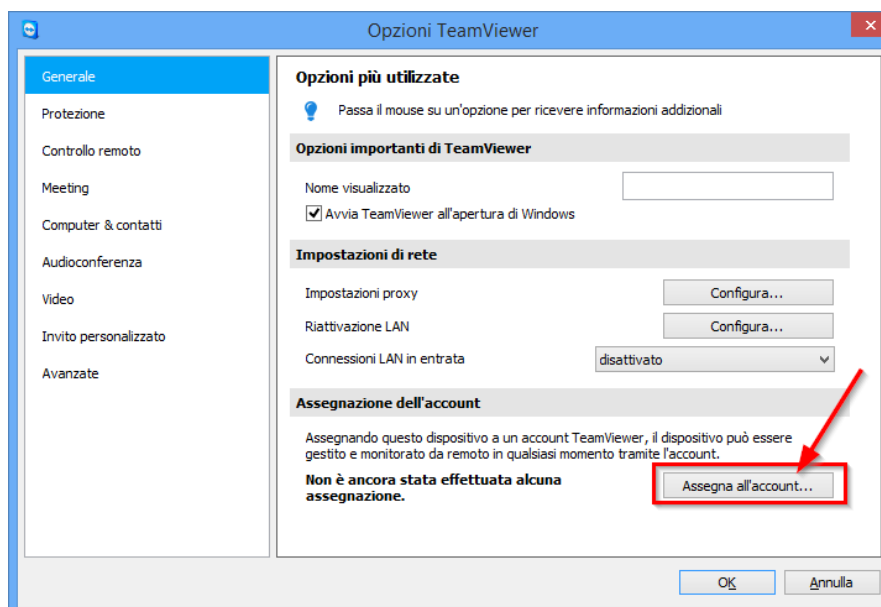 Opzioni TeamViewer
Generale
Protezione
Controllo remoto
Meeting
Computer & contatti
Audioconferenza
Video
Invito personalizzato
Avanzate
Opzioni più utilizzate
Passa il mouse su un'opzione per ricevere informazioni addizionali
Opzioni importanti di TeamViewer
Nome visualizzato
Avvia TeamViewer all'apertura di Windows
Impostazioni di rete
Impostazioni proxy
Configura...
Riattivazione LAN
Configura...
Connessioni LAN in entrata
disattivato
Assegnazione dell'account
Assegnando questo dispositivo a un account TeamViewer, il dispositivo può essere
gestito e monitorato da remoto in qualsiasi momento tramite l'account.
Non è ancora stata effettuata alcuna
assegnazione.
Assegna all'account...
OK
Annulla